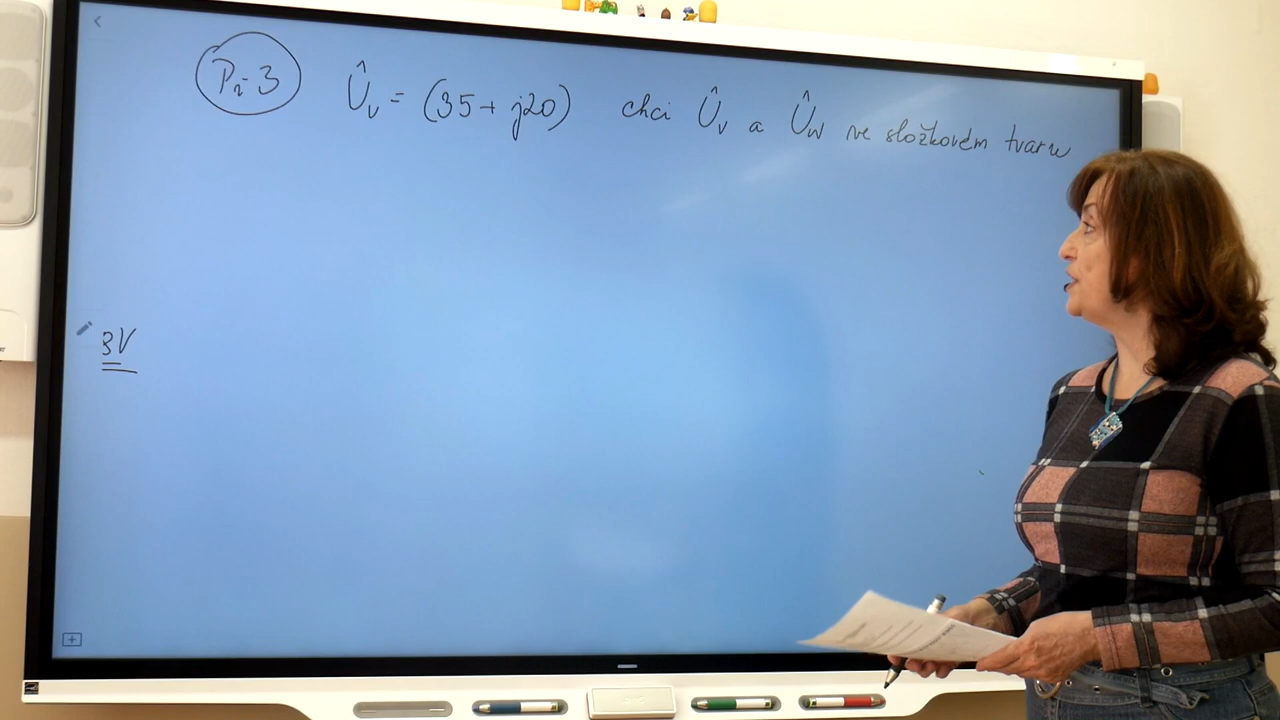 Př 3 Û_v = (35 + j20) chci Û_v a Û_w ve složkovém tvaru
3V